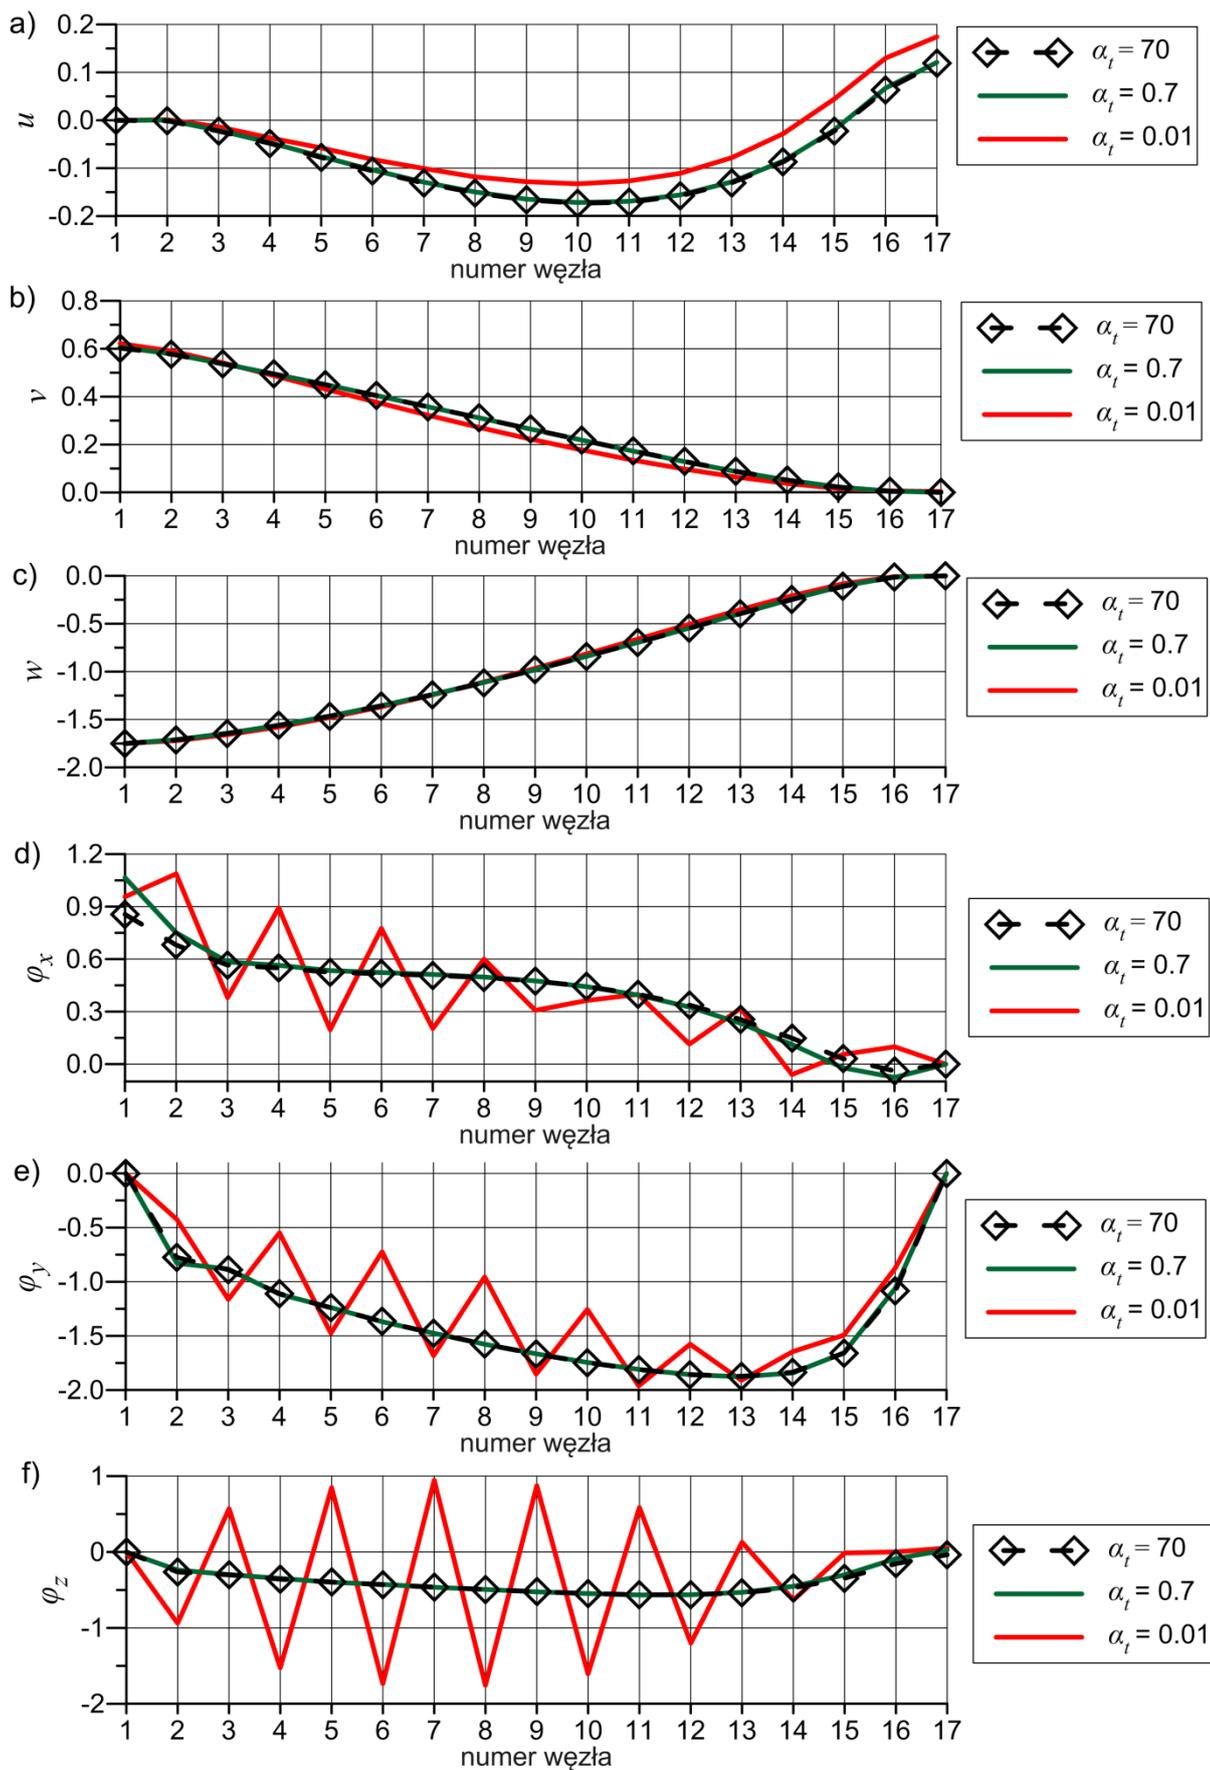 a)
0.2
0.1
0.0
-0.1
-0.2
u
1 2 3 4 5 6 7 8 9 10 11 12 13 14 15 16 17
numer węzła
αt = 70
αt = 0.7
αt = 0.01
b)
0.8
0.6
0.4
0.2
0.0
v
1 2 3 4 5 6 7 8 9 10 11 12 13 14 15 16 17
numer węzła
αt = 70
αt = 0.7
αt = 0.01
c)
0.0
-0.5
-1.0
-1.5
-2.0
w
1 2 3 4 5 6 7 8 9 10 11 12 13 14 15 16 17
numer węzła
αt = 70
αt = 0.7
αt = 0.01
d)
1.2
0.9
0.6
0.3
0.0
φx
1 2 3 4 5 6 7 8 9 10 11 12 13 14 15 16 17
numer węzła
αt = 70
αt = 0.7
αt = 0.01
e)
0.0
-0.5
-1.0
-1.5
-2.0
φy
1 2 3 4 5 6 7 8 9 10 11 12 13 14 15 16 17
numer węzła
αt = 70
αt = 0.7
αt = 0.01
f)
1
0
-1
-2
φz
1 2 3 4 5 6 7 8 9 10 11 12 13 14 15 16 17
numer węzła
αt = 70
αt = 0.7
αt = 0.01